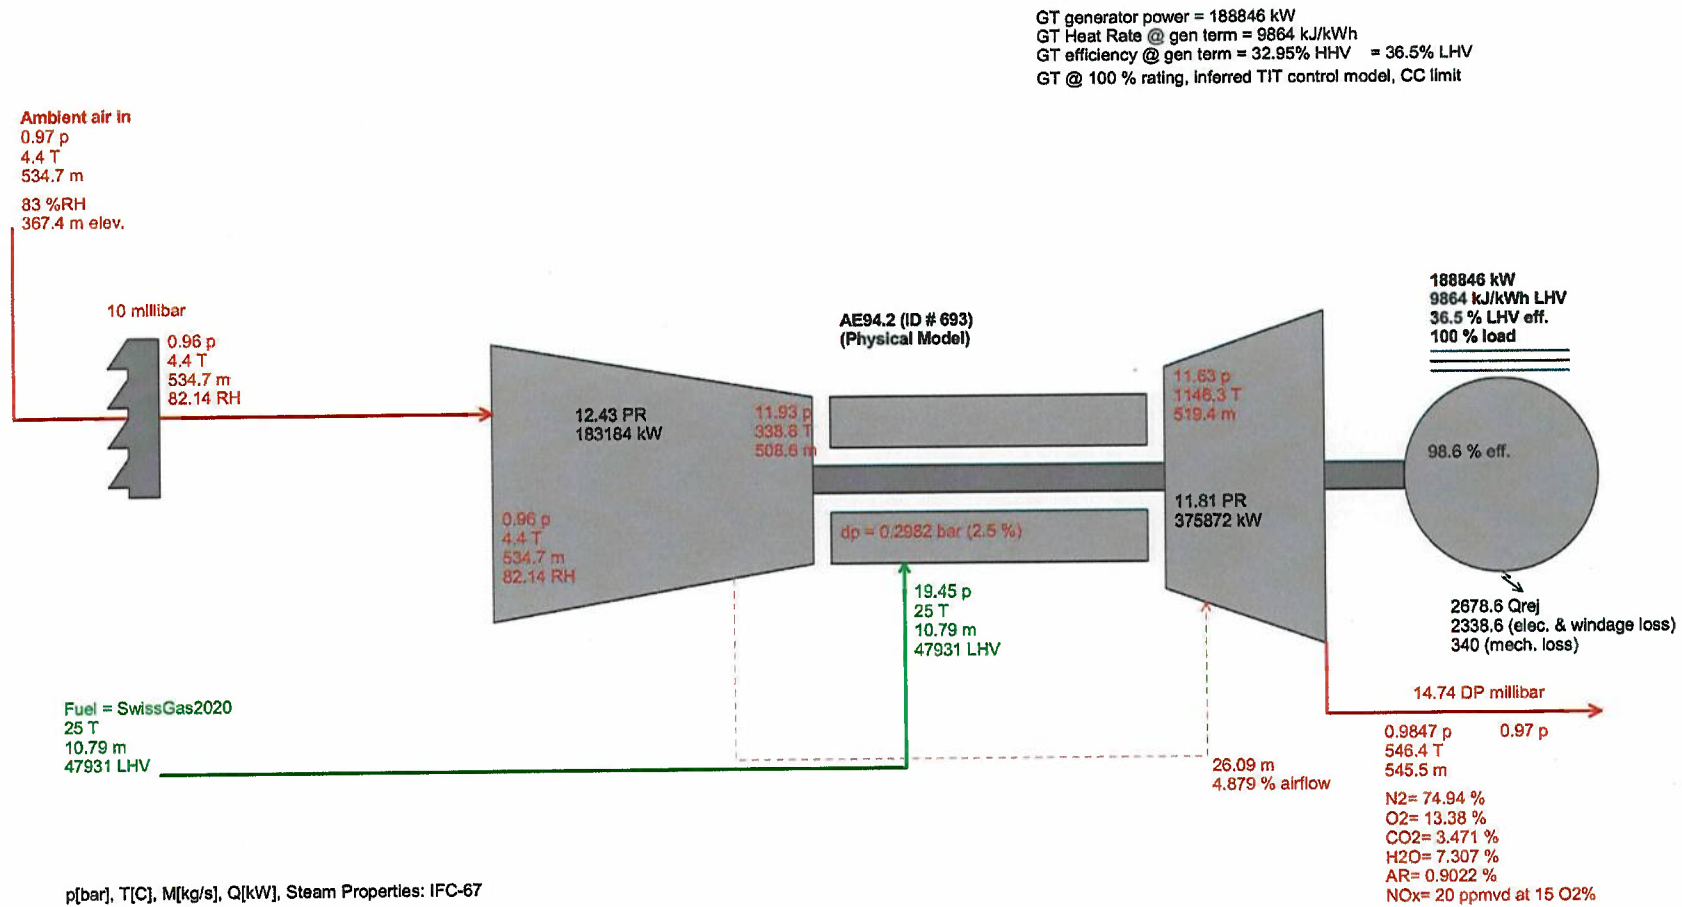 GT generator power = 188846 kW
GT Heat Rate @ gen term = 9864 kJ/kWh
GT efficiency @ gen term = 32.95% HHV = 36.5% LHV
GT @ 100 % rating, inferred TIT control model, CC limit
Ambient air in
0.97 p
4.4 T
534.7 m
83 %RH
367.4 m elev.
10 millibar
0.96 p
4.4 T
534.7 m
82.14 RH
12.43 PR
183184 kW
11.93 p
338.8 T
508.6 m
0.96 p
4.4 T
534.7 m
82.14 RH
AE94.2 (ID # 693)
(Physical Model)
dp = 0.2982 bar (2.5 %)
11.63 p
1146.3 T
519.4 m
11.81 PR
375872 kW
188846 kW
9864 kJ/kWh LHV
36.5 % LHV eff.
100 % load
98.6 % eff.
2678.6 Qrej
2338.6 (elec. & windage loss)
340 (mech. loss)
19.45 p
25 T
10.79 m
47931 LHV
Fuel = SwissGas2020
25 T
10.79 m
47931 LHV
26.09 m
4.879 % airflow
14.74 DP millibar
0.9847 p 0.97 p
546.4 T
545.5 m
N2= 74.94 %
O2= 13.38 %
CO2= 3.471 %
H2O= 7.307 %
AR= 0.9022 %
NOx= 20 ppmvd at 15 O2%
p[bar], T[C], M[kg/s], Q[kW], Steam Properties: IFC-67